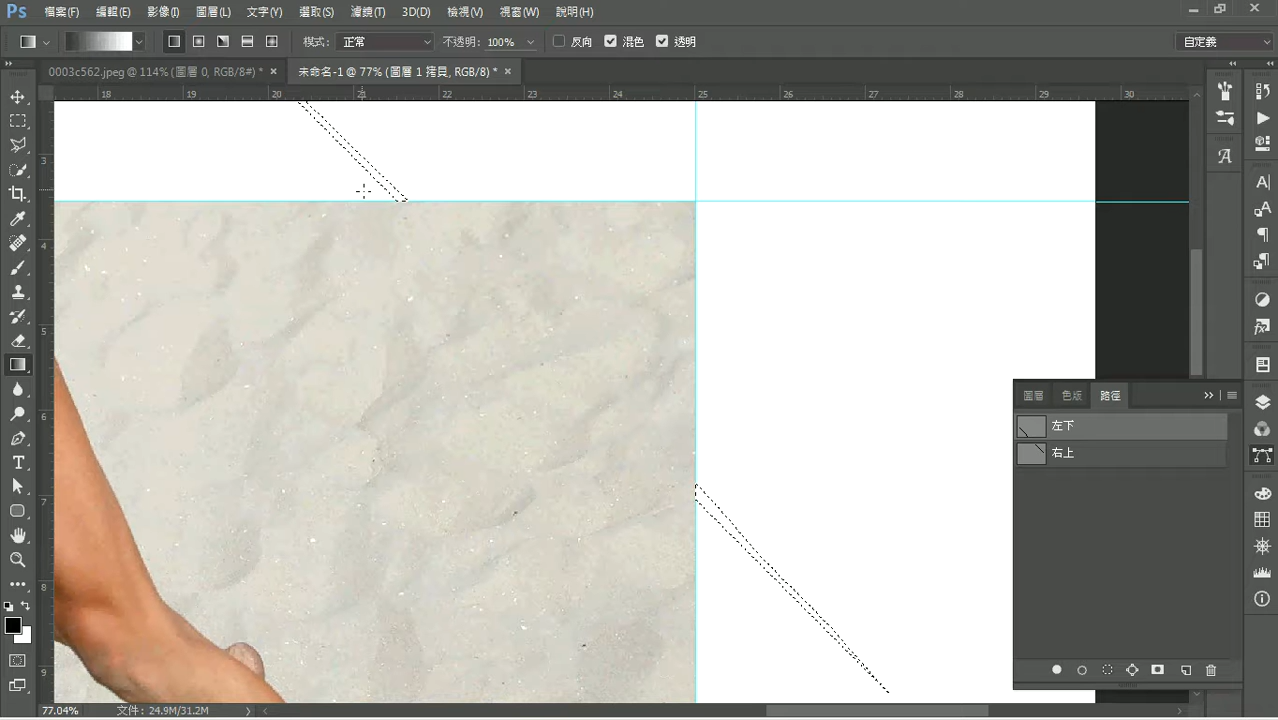 Ps 檔案(F) 編輯(E) 影像(I) 圖層(L) 文字(Y) 選取(S) 濾鏡(T) 3D(D) 檢視(V) 視窗(W) 說明(H)
模式: 正常 不透明: 100% 反向 混色 透明 自定義
0003c562.jpeg @ 114% (圖層 0, RGB/8#) * × 未命名-1 @ 77% (圖層 1 拷貝, RGB/8) * ×
18 19 20 21 22 23 24 25 26 27 28 29 30
3
4
5
6
7
8
9
圖層 色版 路徑
左下
右上
77.04% 文件: 24.9M/31.2M